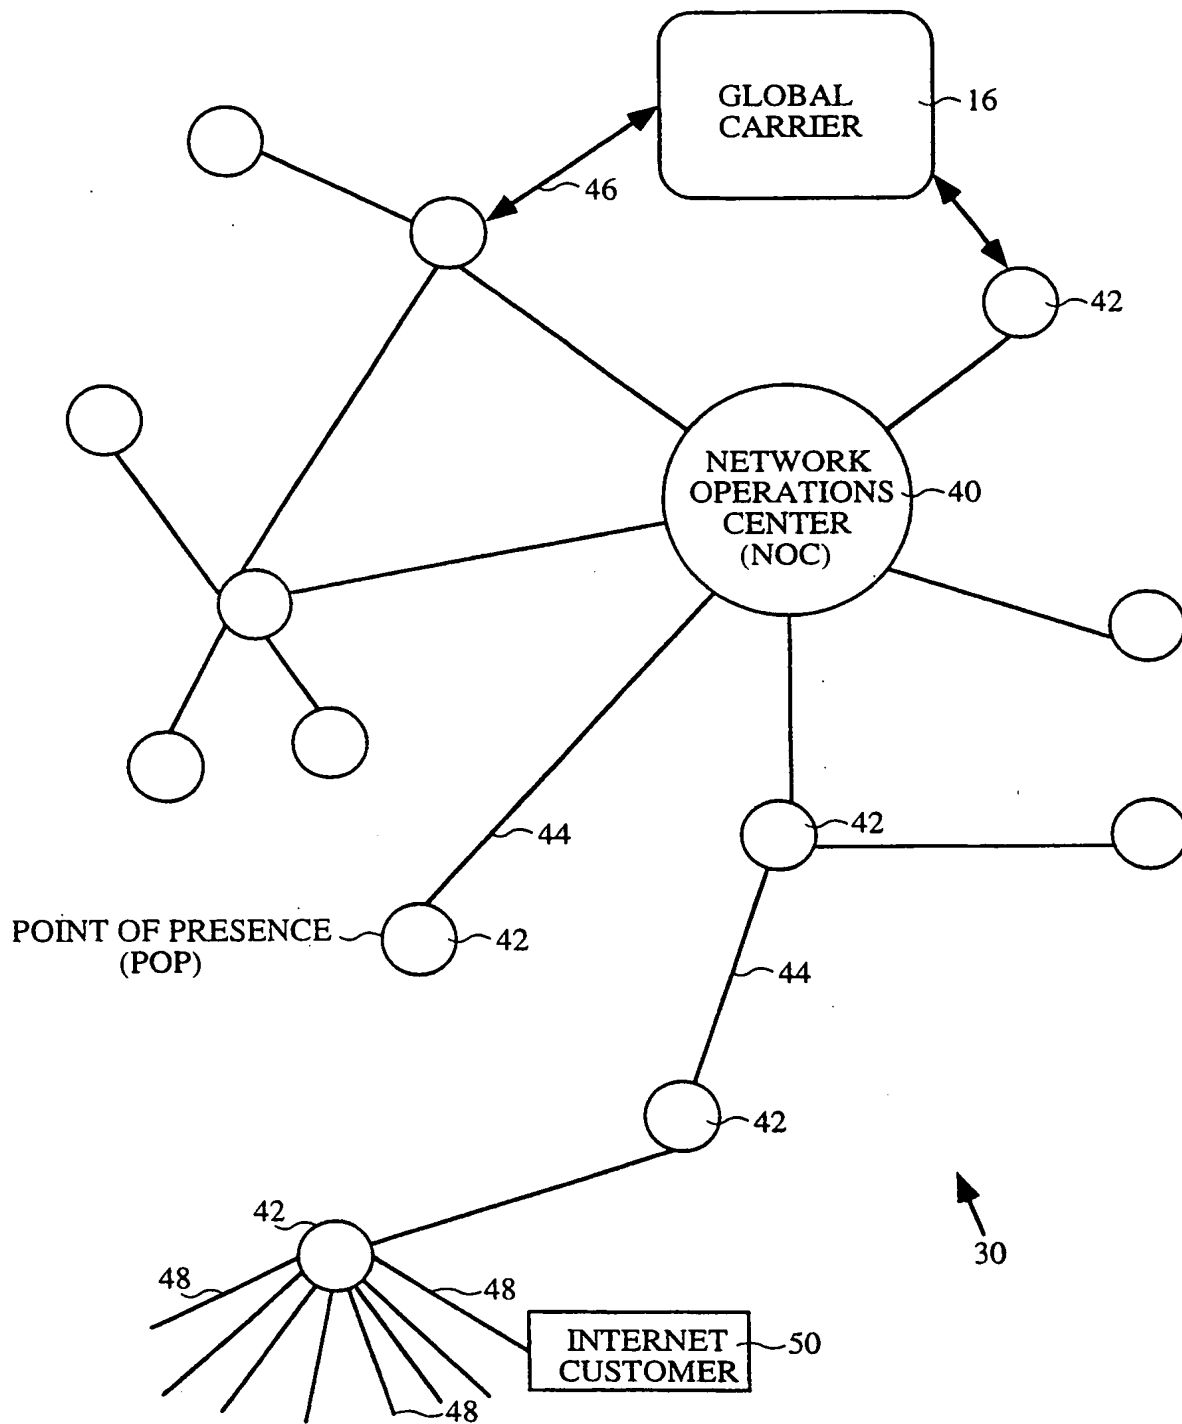 GLOBAL
CARRIER
16
46
42
NETWORK
OPERATIONS
CENTER
(NOC)
40
42
44
POINT OF PRESENCE
(POP)
42
44
42
42
30
48
48
INTERNET
CUSTOMER
50
48